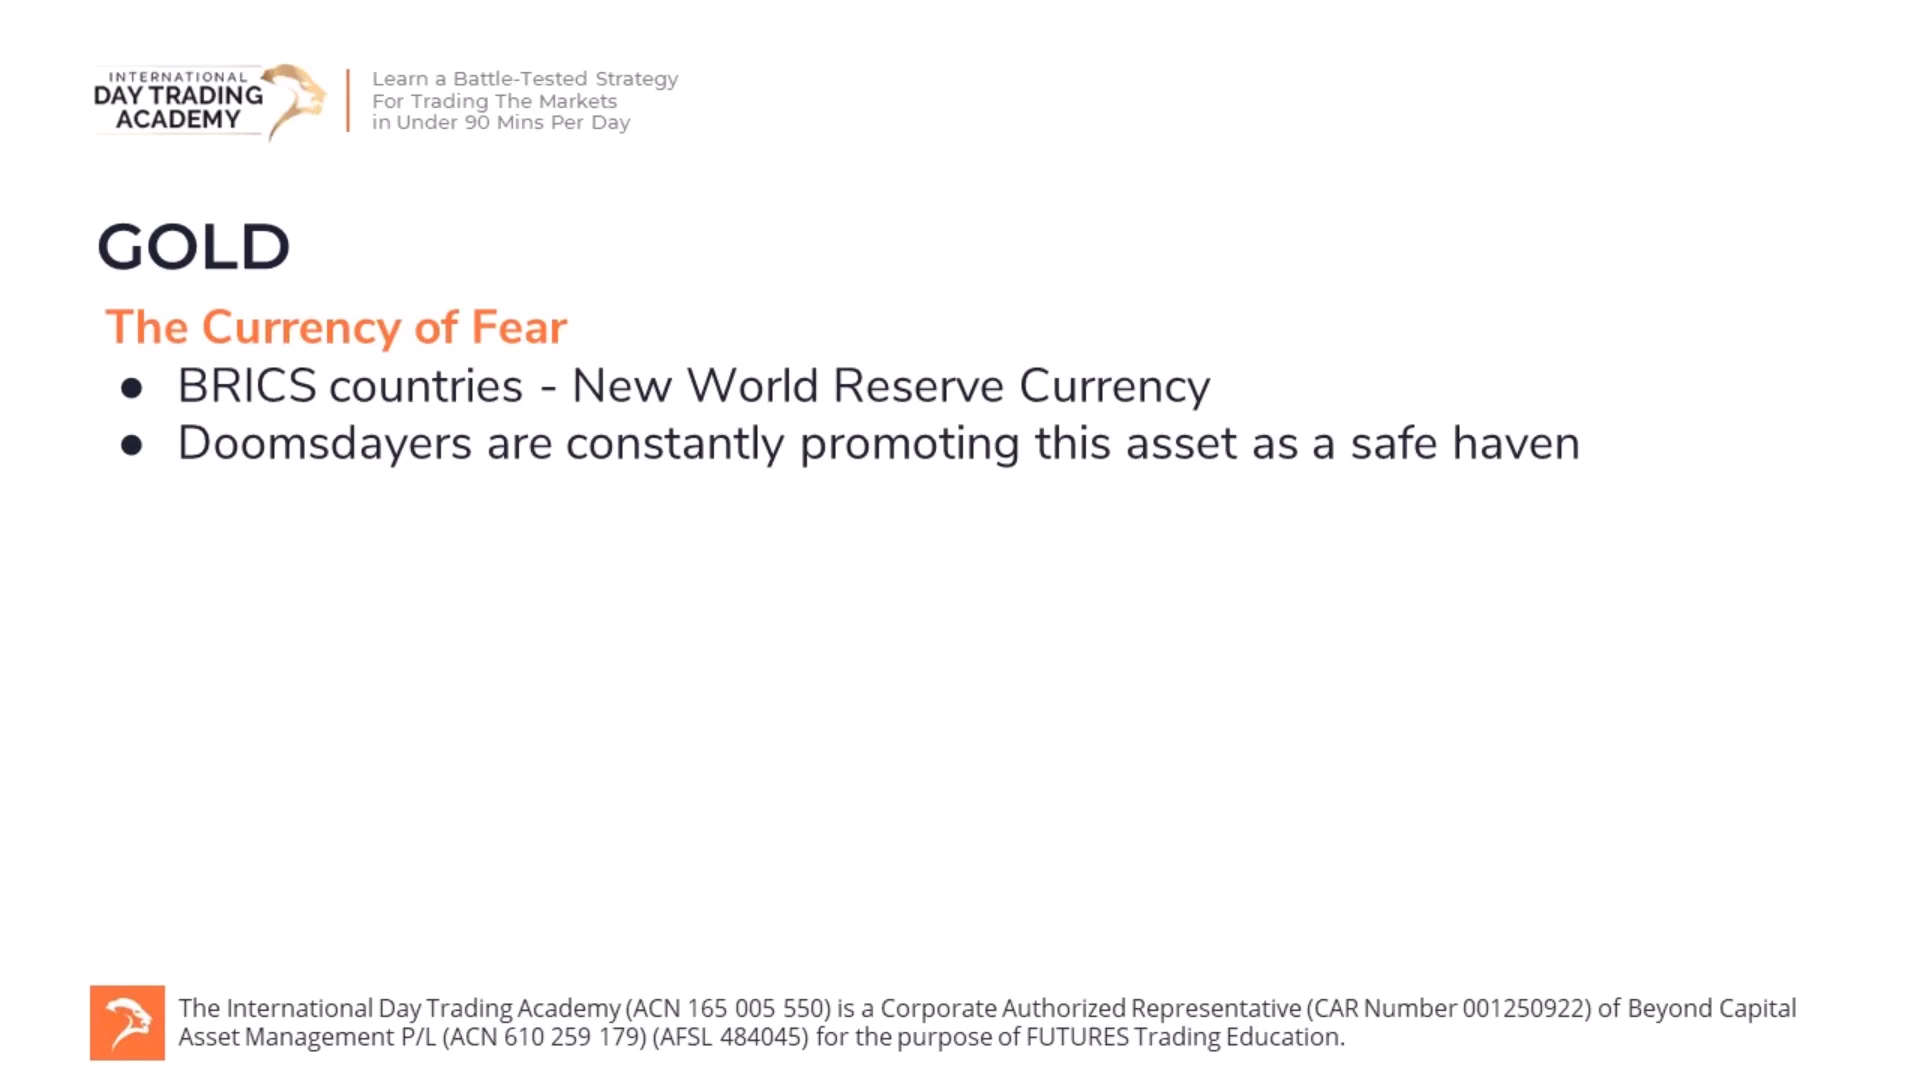 INTERNATIONAL
DAY TRADING
ACADEMY
Learn a Battle-Tested Strategy
For Trading The Markets
in Under 90 Mins Per Day
GOLD
The Currency of Fear
● BRICS countries - New World Reserve Currency
● Doomsdayers are constantly promoting this asset as a safe haven
The International Day Trading Academy (ACN 165 005 550) is a Corporate Authorized Representative (CAR Number 001250922) of Beyond Capital
Asset Management P/L (ACN 610 259 179) (AFSL 484045) for the purpose of FUTURES Trading Education.